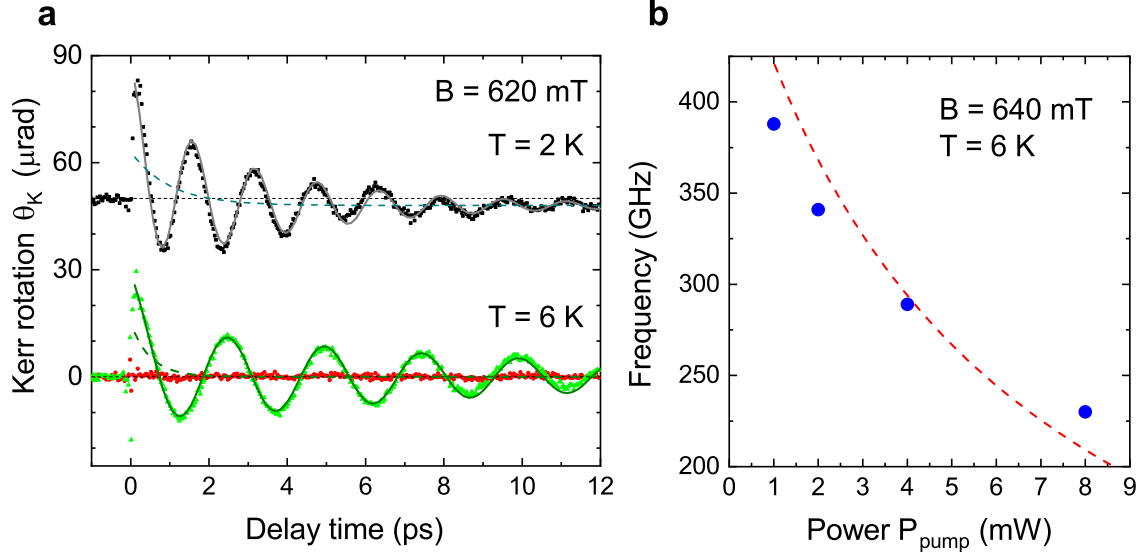 a
90
60
30
0
Kerr rotation θK (μrad)
B = 620 mT
T = 2 K
T = 6 K
0 2 4 6 8 10 12
Delay time (ps)
b
400
350
300
250
200
Frequency (GHz)
B = 640 mT
T = 6 K
0 1 2 3 4 5 6 7 8 9
Power Ppump (mW)